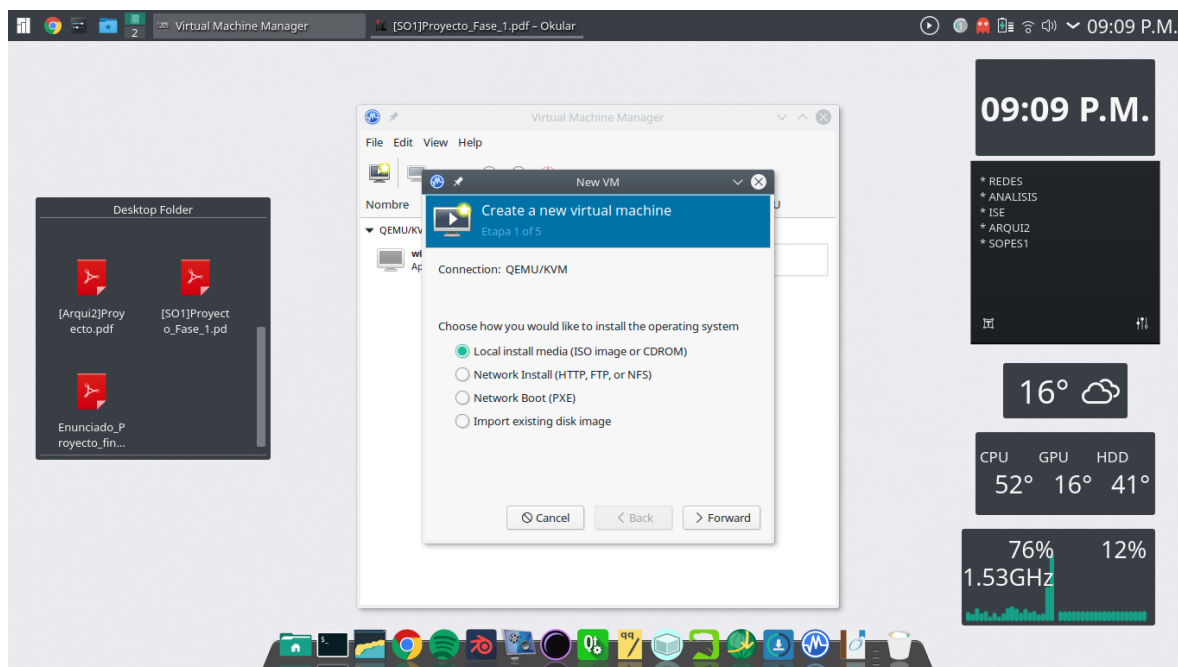 2
Virtual Machine Manager
[SO1]Proyecto_Fase_1.pdf – Okular
09:09 P.M.
Virtual Machine Manager
File Edit View Help
Nombre
U
QEMU/KV
wi
Ap
New VM
Create a new virtual machine
Etapa 1 of 5
Connection: QEMU/KVM
Choose how you would like to install the operating system
Local install media (ISO image or CDROM)
Network Install (HTTP, FTP, or NFS)
Network Boot (PXE)
Import existing disk image
Cancel
Back
Forward
Desktop Folder
[Arqui2]Proy
ecto.pdf
[SO1]Proyect
o_Fase_1.pd
Enunciado_P
royecto_fin...
09:09 P.M.
* REDES
* ANALISIS
* ISE
* ARQUI2
* SOPES1
16°
CPU GPU HDD
52° 16° 41°
76% 12%
1.53GHz